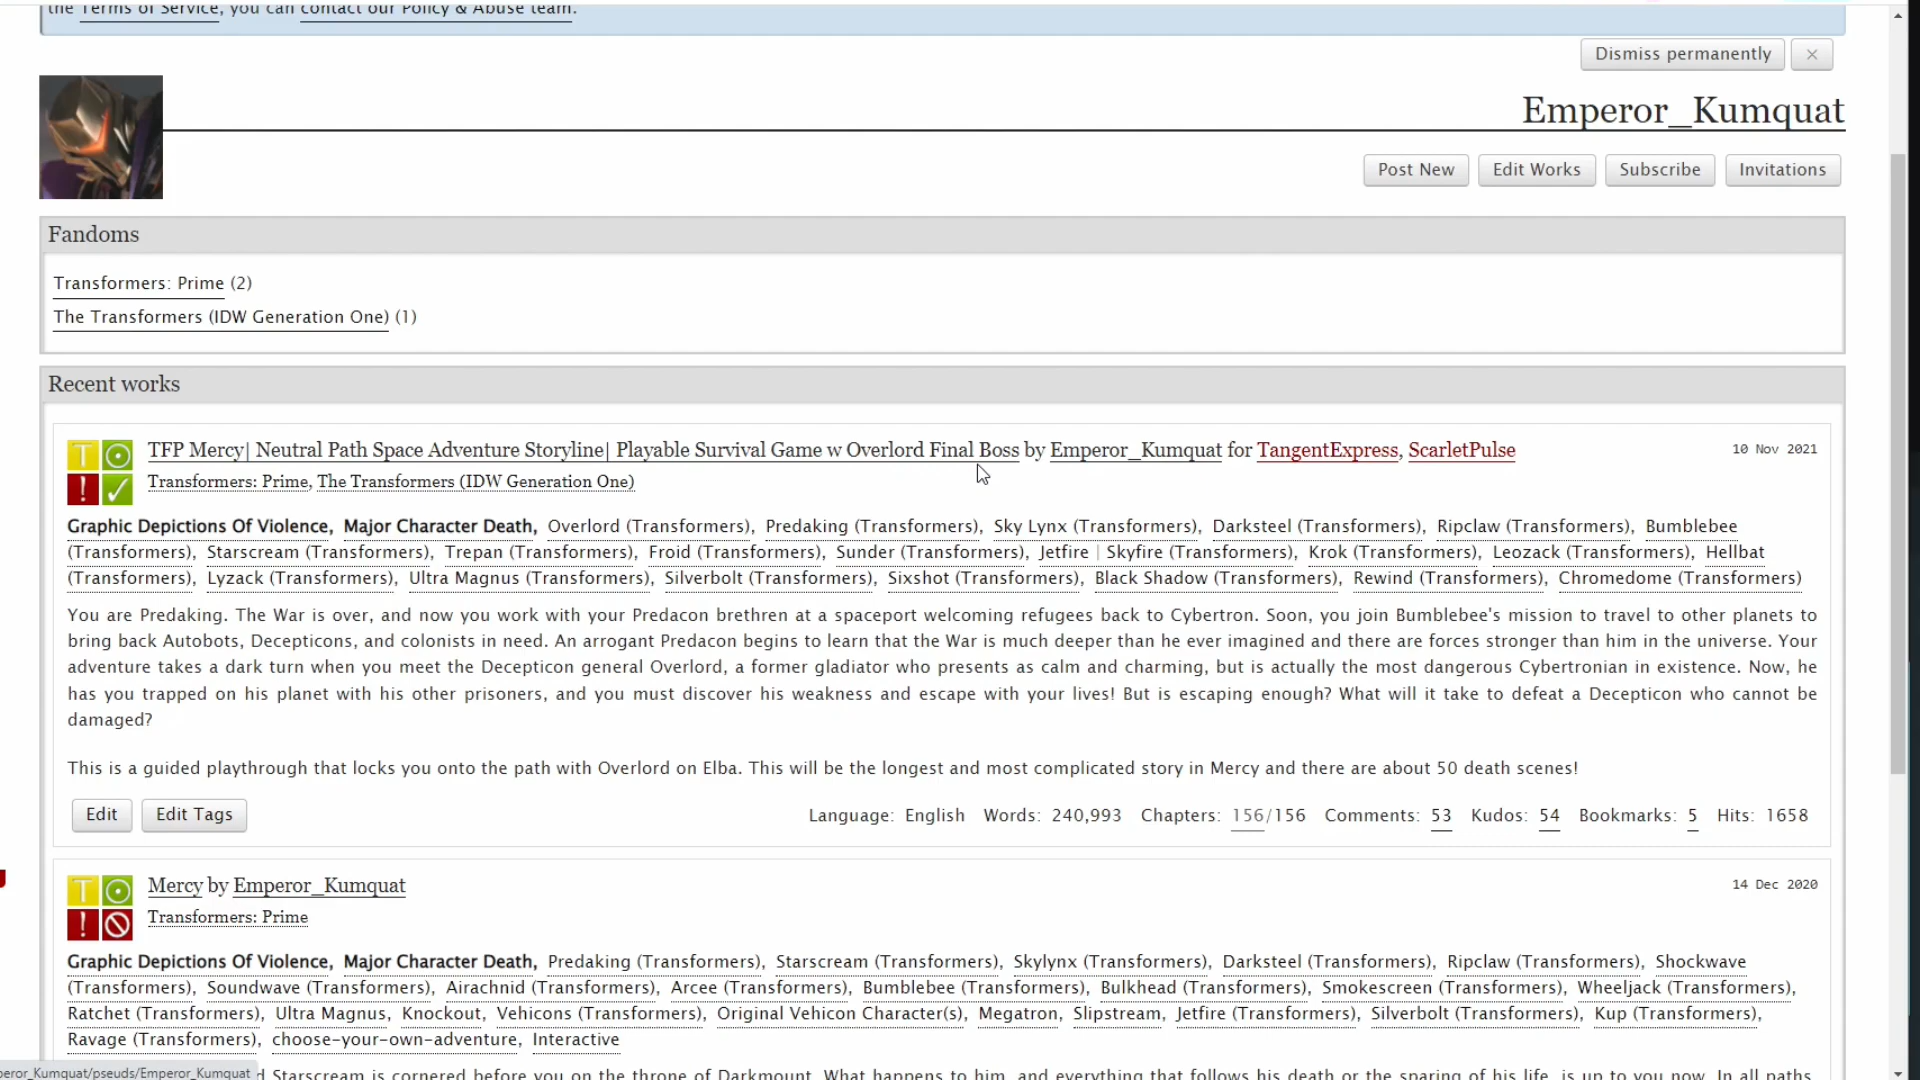 the Terms of Service, you can contact our Policy & Abuse team.
Dismiss permanently ×
Emperor_Kumquat
Post New Edit Works Subscribe Invitations
Fandoms
Transformers: Prime (2)
The Transformers (IDW Generation One) (1)
Recent works
TFP Mercy| Neutral Path Space Adventure Storyline| Playable Survival Game w Overlord Final Boss by Emperor_Kumquat for TangentExpress, ScarletPulse 10 Nov 2021
Transformers: Prime, The Transformers (IDW Generation One)
Graphic Depictions Of Violence, Major Character Death, Overlord (Transformers), Predaking (Transformers), Sky Lynx (Transformers), Darksteel (Transformers), Ripclaw (Transformers), Bumblebee
(Transformers), Starscream (Transformers), Trepan (Transformers), Froid (Transformers), Sunder (Transformers), Jetfire | Skyfire (Transformers), Krok (Transformers), Leozack (Transformers), Hellbat
(Transformers), Lyzack (Transformers), Ultra Magnus (Transformers), Silverbolt (Transformers), Sixshot (Transformers), Black Shadow (Transformers), Rewind (Transformers), Chromedome (Transformers)
You are Predaking. The War is over, and now you work with your Predacon brethren at a spaceport welcoming refugees back to Cybertron. Soon, you join Bumblebee's mission to travel to other planets to
bring back Autobots, Decepticons, and colonists in need. An arrogant Predacon begins to learn that the War is much deeper than he ever imagined and there are forces stronger than him in the universe. Your
adventure takes a dark turn when you meet the Decepticon general Overlord, a former gladiator who presents as calm and charming, but is actually the most dangerous Cybertronian in existence. Now, he
has you trapped on his planet with his other prisoners, and you must discover his weakness and escape with your lives! But is escaping enough? What will it take to defeat a Decepticon who cannot be
damaged?
This is a guided playthrough that locks you onto the path with Overlord on Elba. This will be the longest and most complicated story in Mercy and there are about 50 death scenes!
Edit Edit Tags Language: English Words: 240,993 Chapters: 156/156 Comments: 53 Kudos: 54 Bookmarks: 5 Hits: 1658
Mercy by Emperor_Kumquat 14 Dec 2020
Transformers: Prime
Graphic Depictions Of Violence, Major Character Death, Predaking (Transformers), Starscream (Transformers), Skylynx (Transformers), Darksteel (Transformers), Ripclaw (Transformers), Shockwave
(Transformers), Soundwave (Transformers), Airachnid (Transformers), Arcee (Transformers), Bumblebee (Transformers), Bulkhead (Transformers), Smokescreen (Transformers), Wheeljack (Transformers),
Ratchet (Transformers), Ultra Magnus, Knockout, Vehicons (Transformers), Original Vehicon Character(s), Megatron, Slipstream, Jetfire (Transformers), Silverbolt (Transformers), Kup (Transformers),
Ravage (Transformers), choose-your-own-adventure, Interactive
Starscream is cornered before you on the throne of Darkmount. What happens to him, and everything that follows his death or the sparing of his life, is up to you now. In all paths,
eror_Kumquat/pseuds/Emperor_Kumquat